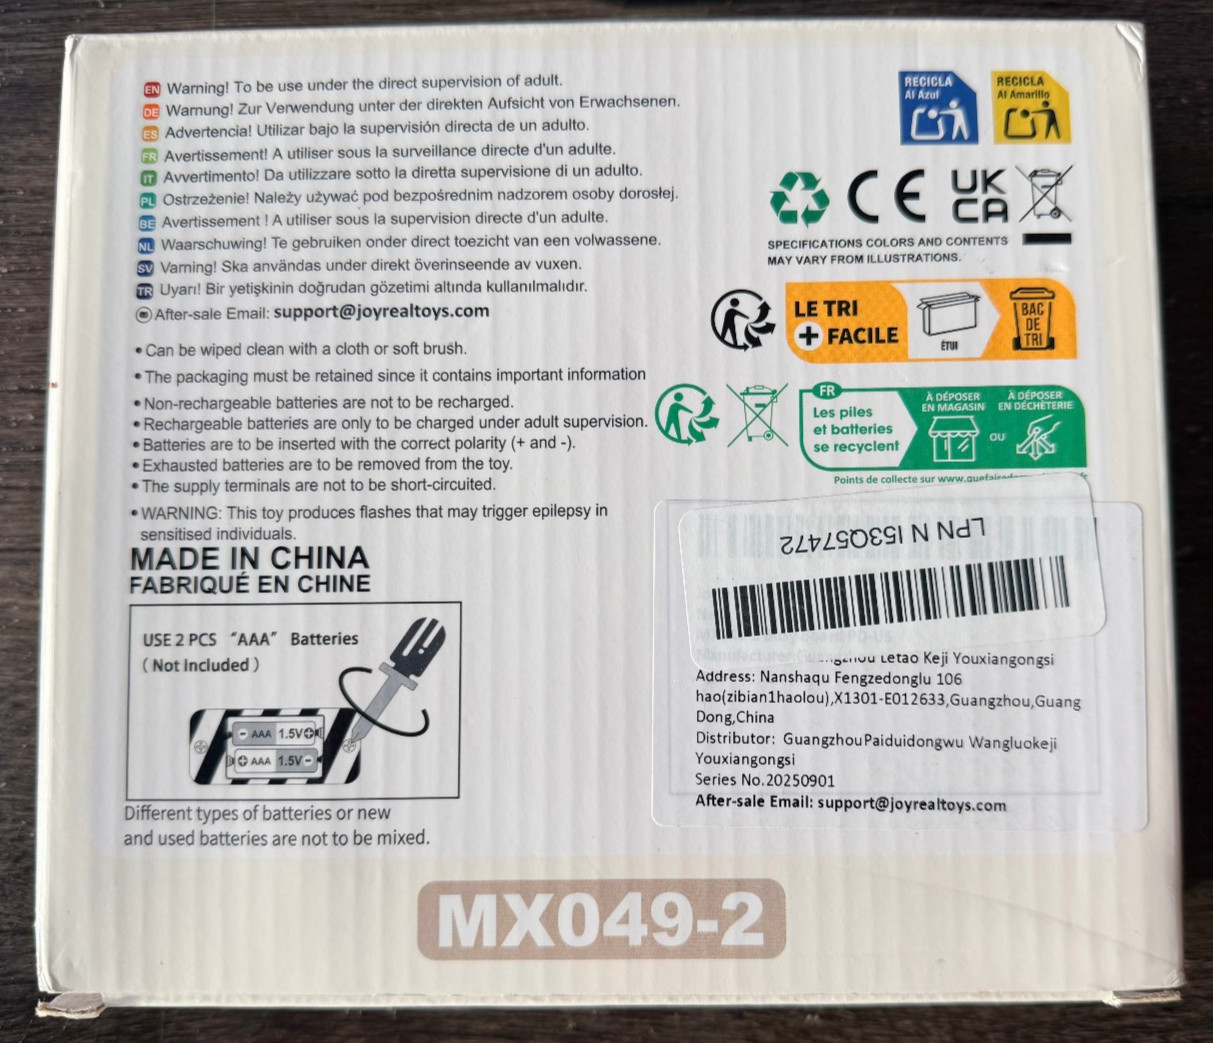 EN Warning! To be use under the direct supervision of adult.
DE Warnung! Zur Verwendung unter der direkten Aufsicht von Erwachsenen.
ES Advertencia! Utilizar bajo la supervisión directa de un adulto.
FR Avertissement! A utiliser sous la surveillance directe d'un adulte.
IT Avvertimento! Da utilizzare sotto la diretta supervisione di un adulto.
PL Ostrzeżenie! Należy używać pod bezpośrednim nadzorem osoby dorosłej.
BE Avertissement ! A utiliser sous la supervision directe d'un adulte.
NL Waarschuwing! Te gebruiken onder direct toezicht van een volwassene.
SV Varning! Ska användas under direkt överinseende av vuxen.
TR Uyarı! Bir yetişkinin doğrudan gözetimi altında kullanılmalıdır.
After-sale Email: support@joyrealtoys.com
• Can be wiped clean with a cloth or soft brush.
• The packaging must be retained since it contains important information
• Non-rechargeable batteries are not to be recharged.
• Rechargeable batteries are only to be charged under adult supervision.
• Batteries are to be inserted with the correct polarity (+ and -).
• Exhausted batteries are to be removed from the toy.
• The supply terminals are not to be short-circuited.
• WARNING: This toy produces flashes that may trigger epilepsy in
sensitised individuals.
MADE IN CHINA
FABRIQUÉ EN CHINE
USE 2 PCS "AAA" Batteries
( Not Included )
- AAA 1.5V +
+ AAA 1.5V -
Different types of batteries or new
and used batteries are not to be mixed.
RECICLA
Al Azul
RECICLA
Al Amarillo
CE
UK
CA
SPECIFICATIONS COLORS AND CONTENTS
MAY VARY FROM ILLUSTRATIONS.
LE TRI
+ FACILE
ÉTUI
BAC
DE
TRI
FR
Les piles
et batteries
se recyclent
À DÉPOSER
EN MAGASIN
OU
À DÉPOSER
EN DÉCHÈTERIE
Points de collecte sur
LPN N I53Q57472
Letao Keji Youxiangongsi
Address: Nanshaqu Fengzedonglu 106
hao(zibian1haolou),X1301-E012633,Guangzhou,Guang
Dong,China
Distributor: GuangzhouPaiduidongwu Wangluokeji
Youxiangongsi
Series No.20250901
After-sale Email: support@joyrealtoys.com
MX049-2